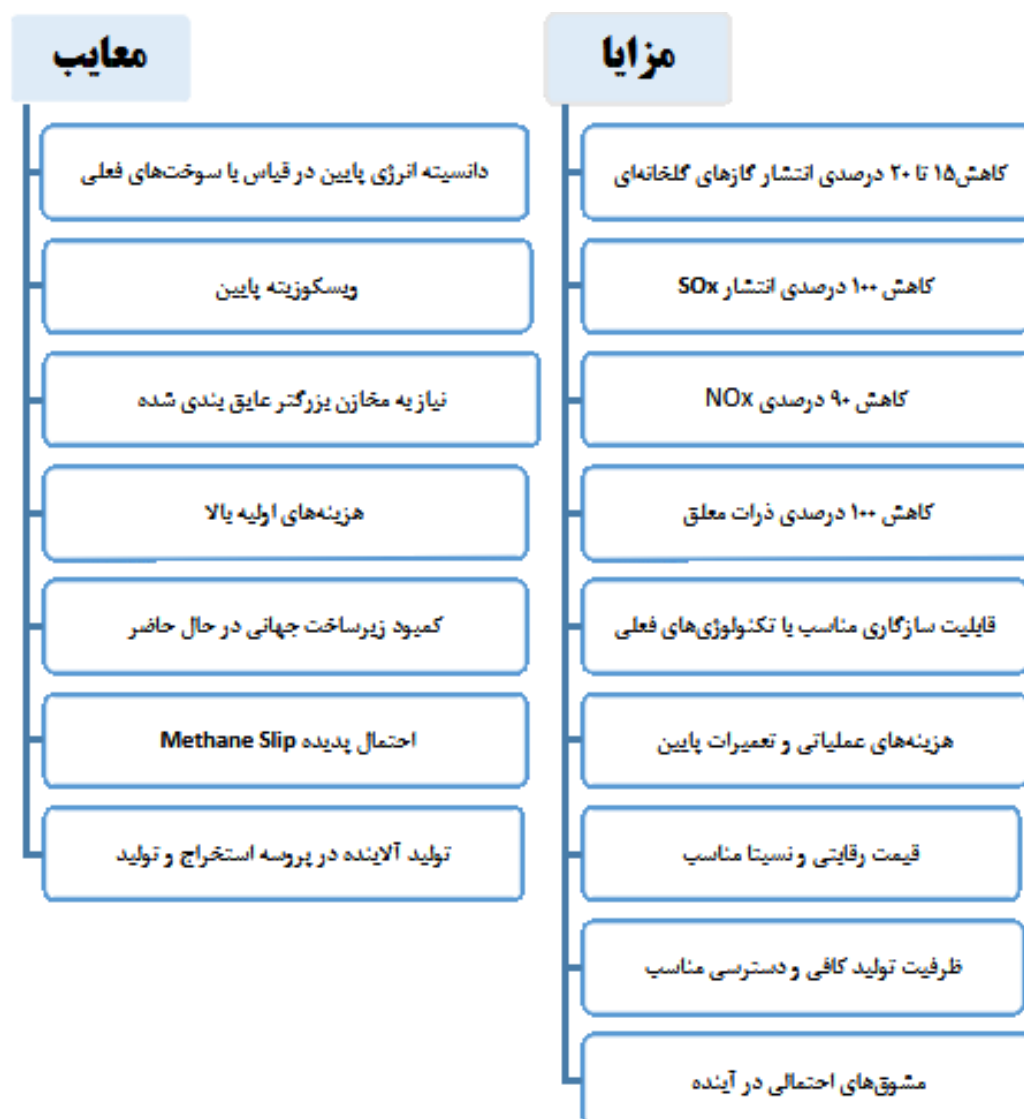 مزایا
کاهش۱۵ تا ۲۰ درصدی انتشار گازهای گلخانه‌ای
کاهش ۱۰۰ درصدی انتشار SOx
کاهش ۹۰ درصدی NOx
کاهش ۱۰۰ درصدی ذرات معلق
قابلیت سازگاری مناسب با تکنولوژی‌های فعلی
هزینه‌های عملیاتی و تعمیرات پایین
قیمت رقابتی و نسبتا مناسب
ظرفیت تولید کافی و دسترسی مناسب
مشوق‌های احتمالی در آینده
معایب
دانسیته انرژی پایین در قیاس با سوخت‌های فعلی
ویسکوزیته پایین
نیاز به مخازن بزرگتر عایق بندی شده
هزینه‌های اولیه بالا
کمبود زیرساخت جهانی در حال حاضر
احتمال پدیده Methane Slip
تولید آلاینده در پروسه استخراج و تولید